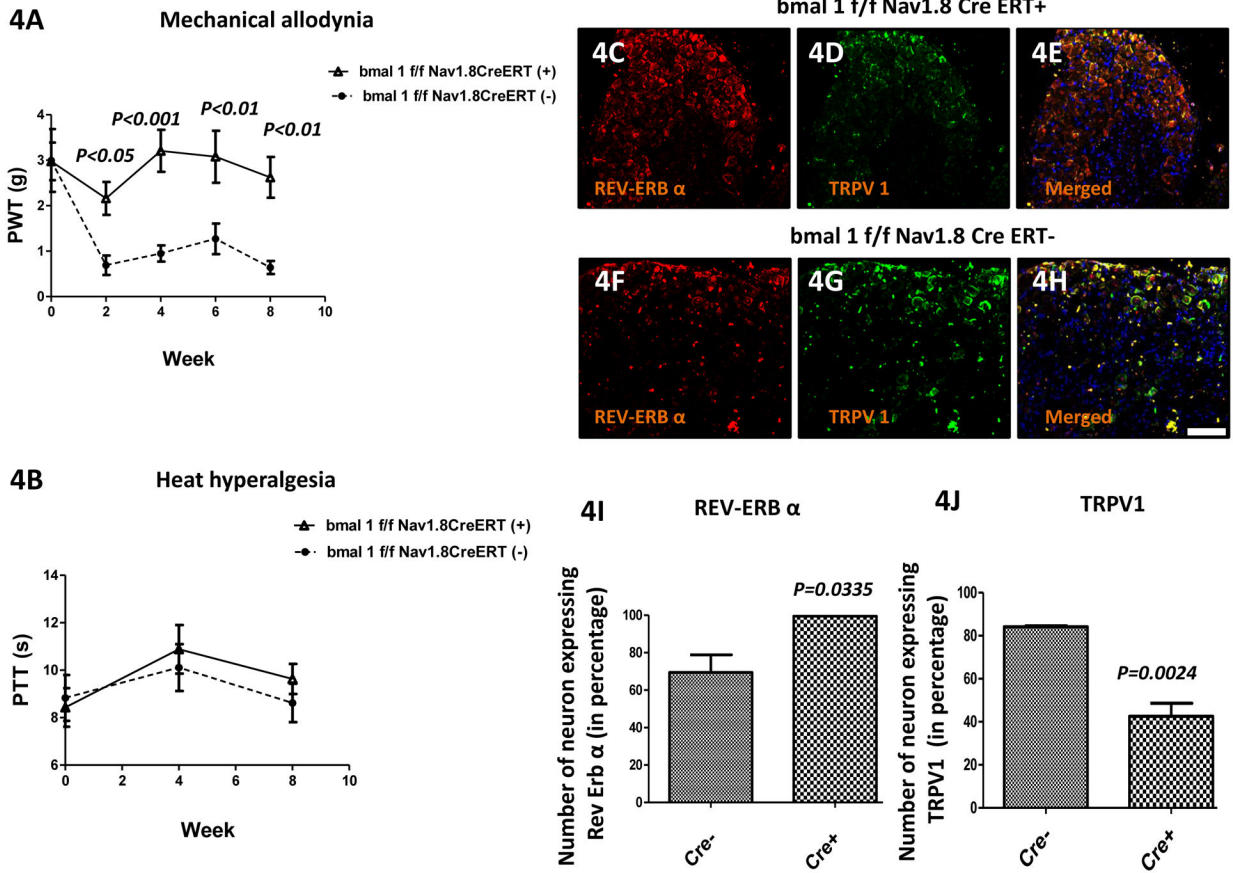 4A
Mechanical allodynia
bmal 1 f/f Nav1.8CreERT (+)
bmal 1 f/f Nav1.8CreERT (-)
P<0.05
P<0.001
P<0.01
P<0.01
PWT (g)
4
3
2
1
0
0 2 4 6 8 10
Week
bmal 1 f/f Nav1.8 Cre ERT+
4C
REV-ERB α
4D
TRPV 1
4E
Merged
bmal 1 f/f Nav1.8 Cre ERT-
4F
REV-ERB α
4G
TRPV 1
4H
Merged
4B
Heat hyperalgesia
bmal 1 f/f Nav1.8CreERT (+)
bmal 1 f/f Nav1.8CreERT (-)
PTT (s)
14
12
10
8
6
0 2 4 6 8 10
Week
4I
REV-ERB α
P=0.0335
Number of neuron expressing
Rev Erb α (in percentage)
100
80
60
40
20
0
Cre- Cre+
4J
TRPV1
P=0.0024
Number of neuron expressing
TRPV1 (in percentage)
100
80
60
40
20
0
Cre- Cre+